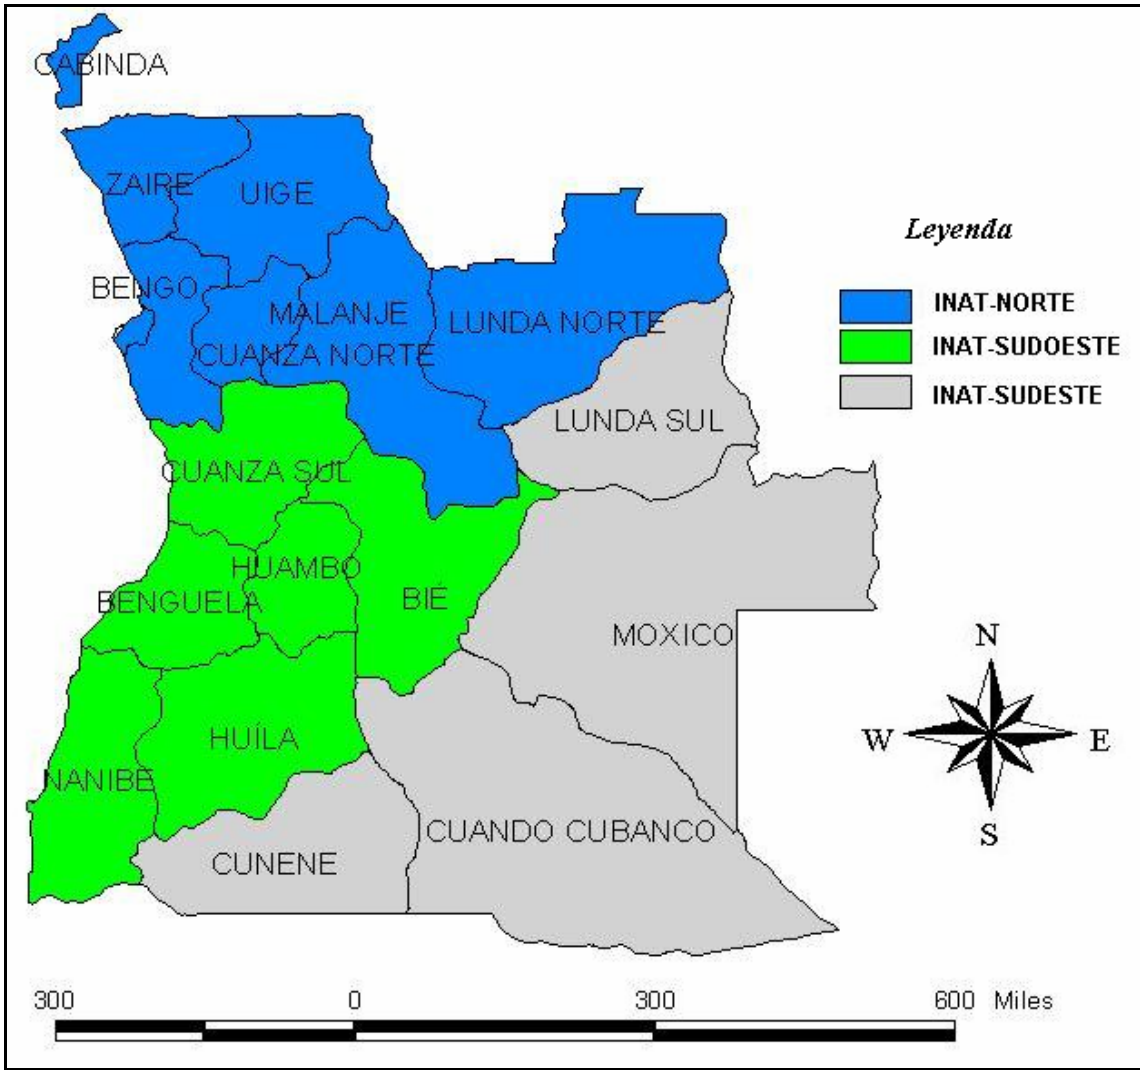 CABINDA
ZAIRE
UIGE
BENGO
MALANJE
LUNDA NORTE
CUANZA NORTE
LUNDA SUL
CUANZA SUL
HUAMBO
BENGUELA
BIÉ
MOXICO
HUÍLA
NANIBE
CUANDO CUBANCO
CUNENE
Leyenda
INAT-NORTE
INAT-SUDOESTE
INAT-SUDESTE
N
W E
S
300 0 300 600 Miles